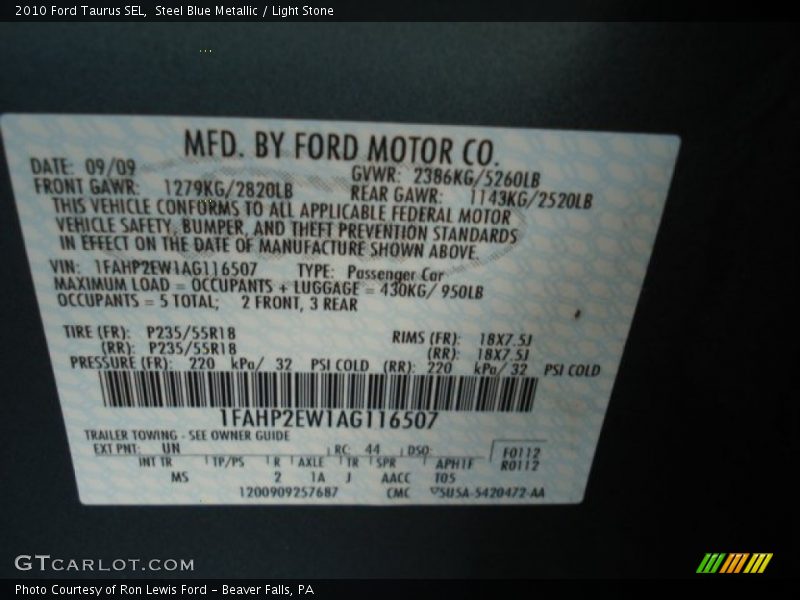 2010 Ford Taurus SEL,  Steel Blue Metallic / Light Stone
MFD. BY FORD MOTOR CO.
DATE: 09/09 GVWR: 2386KG/5260LB
FRONT GAWR: 1279KG/2820LB REAR GAWR: 1143KG/2520LB
THIS VEHICLE CONFORMS TO ALL APPLICABLE FEDERAL MOTOR
VEHICLE SAFETY, BUMPER, AND THEFT PREVENTION STANDARDS
IN EFFECT ON THE DATE OF MANUFACTURE SHOWN ABOVE.
VIN: 1FAHP2EW1AG116507 TYPE: Passenger Car
MAXIMUM LOAD = OCCUPANTS + LUGGAGE = 430KG/ 950LB
OCCUPANTS = 5 TOTAL; 2 FRONT, 3 REAR
TIRE (FR): P235/55R18 RIMS (FR): 18X7.5J
(RR): P235/55R18 (RR): 18X7.5J
PRESSURE (FR): 220 kPa/ 32 PSI COLD (RR): 220 kPa/ 32 PSI COLD
1FAHP2EW1AG116507
TRAILER TOWING - SEE OWNER GUIDE
EXT PNT: UN RC: 44 DSO: F0112
INT TR TP/PS R AXLE TR SPR APH1F R0112
MS 2 1A J AACC T05
1200909257687 CMC 5U5A-5420472-AA
GTCARLOT.COM
Photo Courtesy of Ron Lewis Ford – Beaver Falls, PA